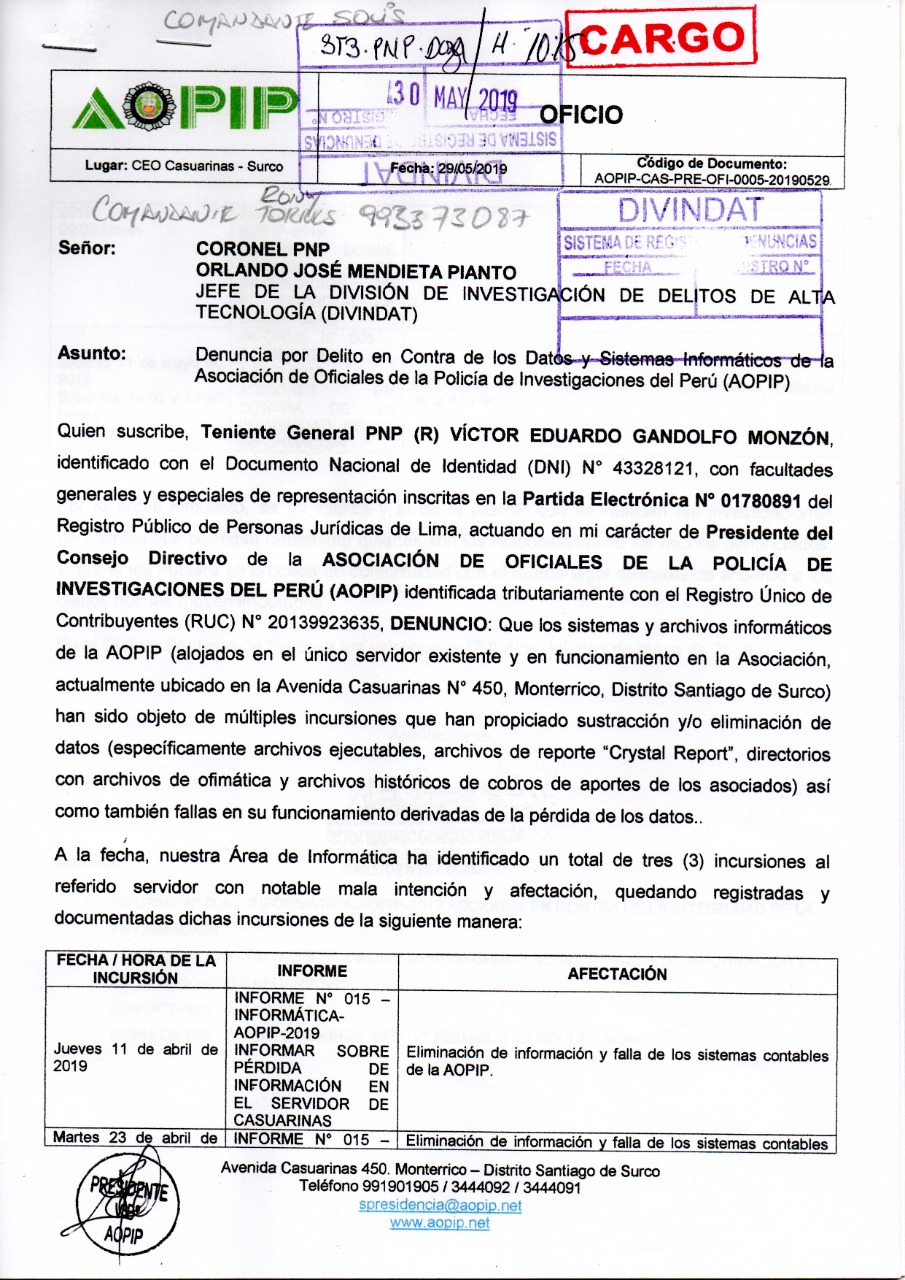 COMANDANTE SOLIS
ST3.PNP.
H. 1015
CARGO
30 MAY 2019
FECHA
SISTEMA DE REGISTRO DE DENUNCIAS
DIVINDAT
AOPIP
OFICIO
Lugar: CEO Casuarinas - Surco
Fecha: 29/05/2019
Código de Documento:
AOPIP-CAS-PRE-OFI-0005-20190529.
COMANDANTE RONY TORRES 993373087
DIVINDAT
SISTEMA DE REGIS ENUNCIAS
FECHA ISTRO N°
Señor: CORONEL PNP
ORLANDO JOSÉ MENDIETA PIANTO
JEFE DE LA DIVISIÓN DE INVESTIGACIÓN DE DELITOS DE ALTA
TECNOLOGÍA (DIVINDAT)
Asunto: Denuncia por Delito en Contra de los Datos y Sistemas Informáticos de la
Asociación de Oficiales de la Policía de Investigaciones del Perú (AOPIP)
Quien suscribe, Teniente General PNP (R) VÍCTOR EDUARDO GANDOLFO MONZÓN,
identificado con el Documento Nacional de Identidad (DNI) N° 43328121, con facultades
generales y especiales de representación inscritas en la Partida Electrónica N° 01780891 del
Registro Público de Personas Jurídicas de Lima, actuando en mi carácter de Presidente del
Consejo Directivo de la ASOCIACIÓN DE OFICIALES DE LA POLICÍA DE
INVESTIGACIONES DEL PERÚ (AOPIP) identificada tributariamente con el Registro Único de
Contribuyentes (RUC) N° 20139923635, DENUNCIO: Que los sistemas y archivos informáticos
de la AOPIP (alojados en el único servidor existente y en funcionamiento en la Asociación,
actualmente ubicado en la Avenida Casuarinas N° 450, Monterrico, Distrito Santiago de Surco)
han sido objeto de múltiples incursiones que han propiciado sustracción y/o eliminación de
datos (específicamente archivos ejecutables, archivos de reporte “Crystal Report”, directorios
con archivos de ofimática y archivos históricos de cobros de aportes de los asociados) así
como también fallas en su funcionamiento derivadas de la pérdida de los datos..
A la fecha, nuestra Área de Informática ha identificado un total de tres (3) incursiones al
referido servidor con notable mala intención y afectación, quedando registradas y
documentadas dichas incursiones de la siguiente manera:
FECHA / HORA DE LA
INCURSIÓN
INFORME
AFECTACIÓN
Jueves 11 de abril de
2019
INFORME N° 015 –
INFORMÁTICA-
AOPIP-2019
INFORMAR SOBRE
PÉRDIDA DE
INFORMACIÓN EN
EL SERVIDOR DE
CASUARINAS
Eliminación de información y falla de los sistemas contables
de la AOPIP.
Martes 23 de abril de
INFORME N° 015 –
Eliminación de información y falla de los sistemas contables
PRESIDENTE
AOPIP
Avenida Casuarinas 450. Monterrico – Distrito Santiago de Surco
Teléfono 991901905 / 3444092 / 3444091
spresidencia@aopip.net
www.aopip.net